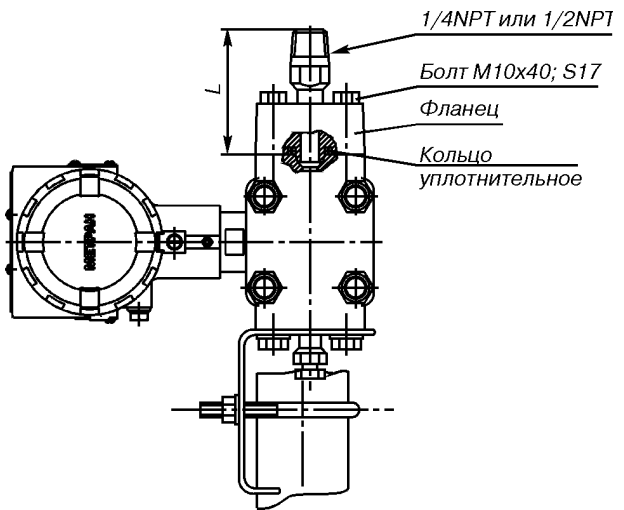 1/4NPT или 1/2NPT
Болт М10х40; S17
Фланец
Кольцо
уплотнительное
L
МЕТРАН